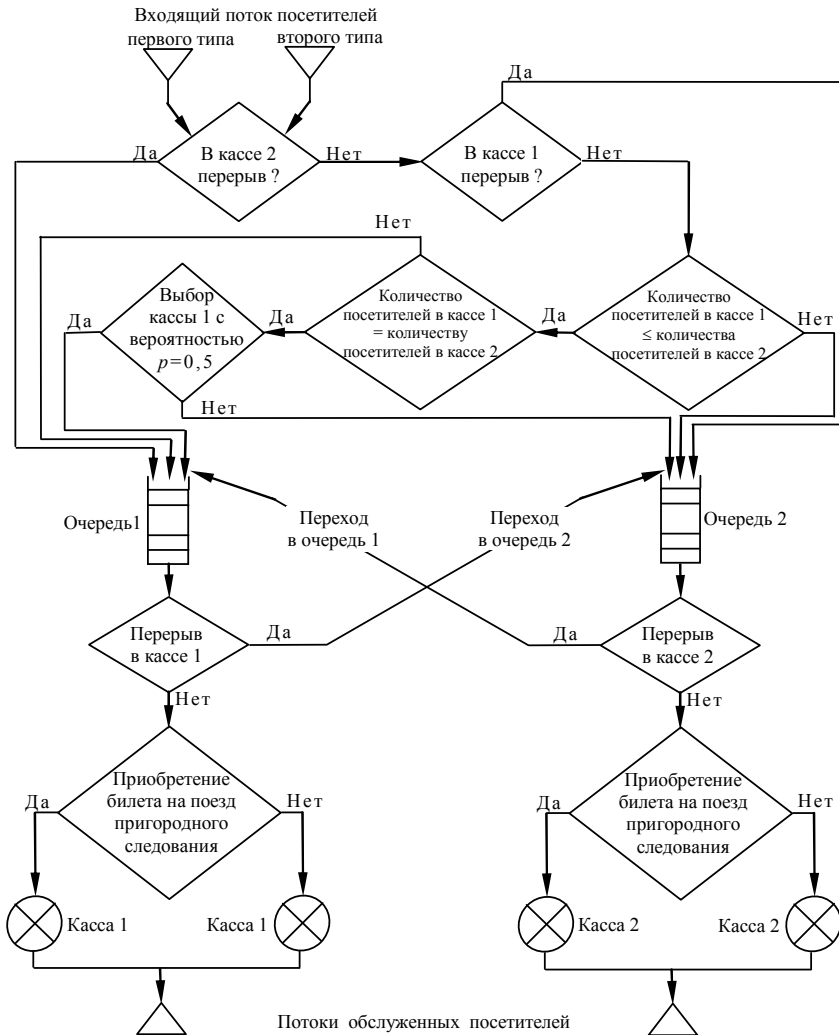 Входящий поток посетителей
первого типа
второго типа
Да
Да
В кассе 2
перерыв ?
Нет
В кассе 1
перерыв ?
Нет
Нет
Да
Выбор
кассы 1 с
вероятностью
p=0,5
Да
Количество
посетителей в кассе 1
= количеству
посетителей в кассе 2
Да
Количество
посетителей в кассе 1
≤ количества
посетителей в кассе 2
Нет
Нет
Очередь1
Переход
в очередь 1
Переход
в очередь 2
Очередь 2
Перерыв
в кассе 1
Да
Да
Перерыв
в кассе 2
Нет
Нет
Да
Приобретение
билета на поезд
пригородного
следования
Нет
Да
Приобретение
билета на поезд
пригородного
следования
Нет
Касса 1
Касса 1
Касса 2
Касса 2
Потоки обслуженных посетителей